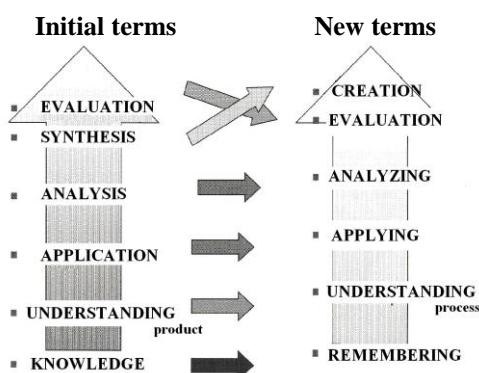 Initial terms
New terms
EVALUATION
SYNTHESIS
ANALYSIS
APPLICATION
UNDERSTANDING
product
KNOWLEDGE
CREATION
EVALUATION
ANALYZING
APPLYING
UNDERSTANDING
process
REMEMBERING